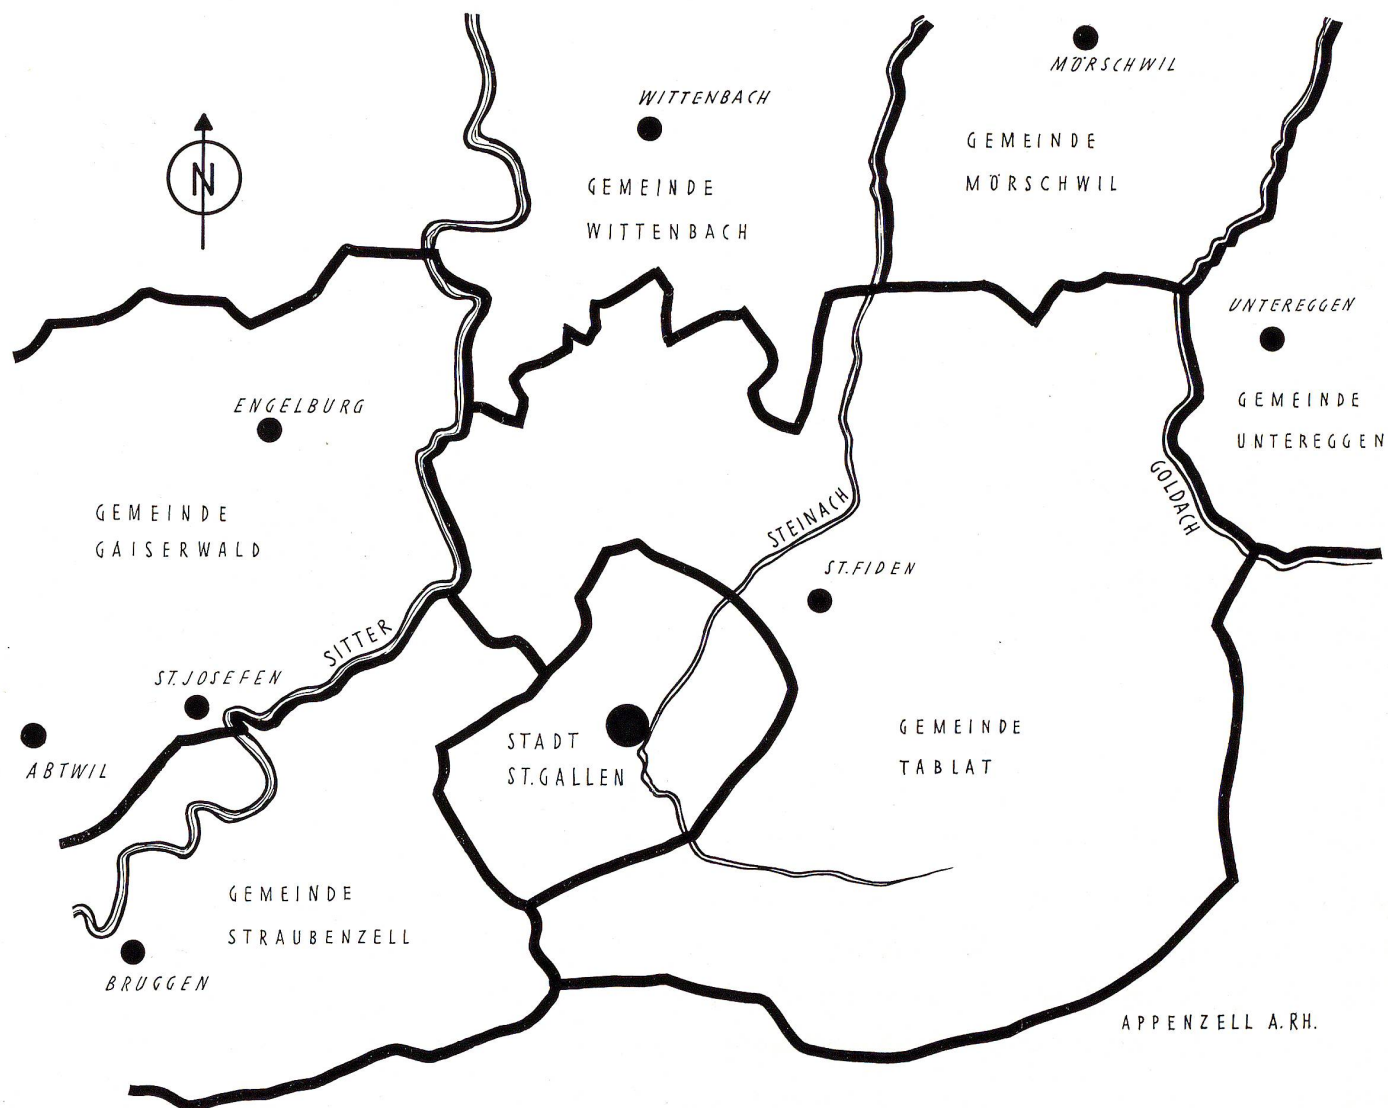 MÖRSCHWIL
WITTENBACH
GEMEINDE
MÖRSCHWIL
N
GEMEINDE
WITTENBACH
UNTEREGGEN
GEMEINDE
UNTEREGGEN
ENGELBURG
GEMEINDE
GAISERWALD
GOLDACH
STEINACH
ST. FIDEN
SITTER
ST. JOSEFEN
ABTWIL
STADT
ST. GALLEN
GEMEINDE
TABLAT
GEMEINDE
STRAUBENZELL
BRUGGEN
APPENZELL A. RH.